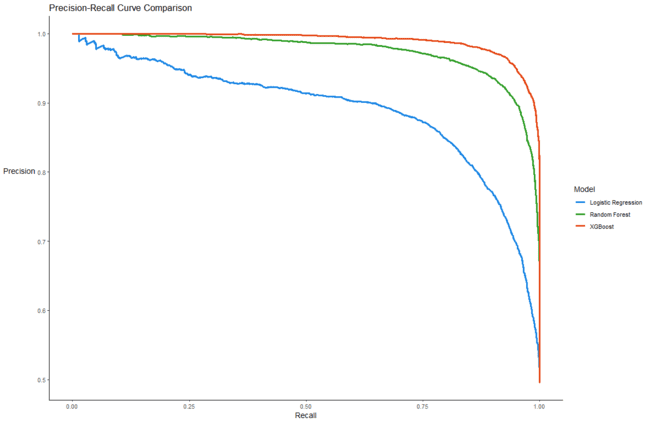 Precision-Recall Curve Comparison
1.0
0.9
Precision
0.8
0.7
0.6
0.5
0.00
0.25
0.50
0.75
1.00
Recall
Model
Logistic Regression
Random Forest
XGBoost